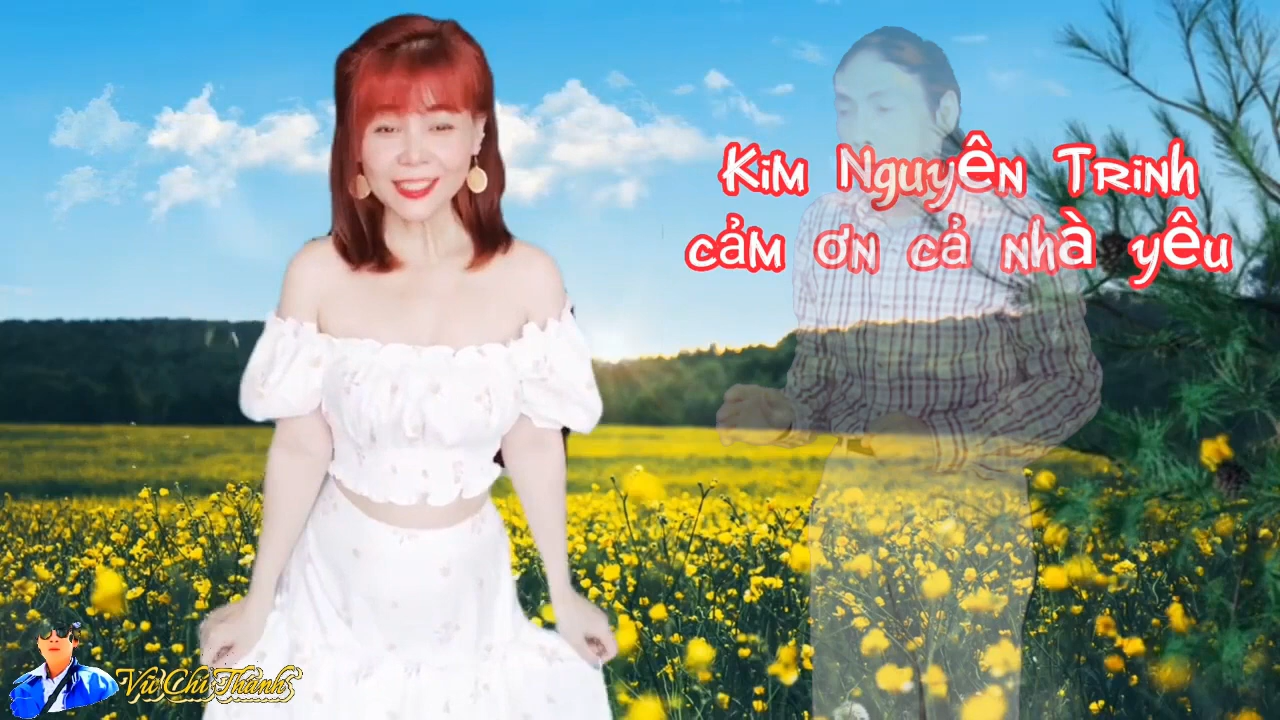 Kim Nguyên Trinh
cảm ơn cả nhà yêu
Vũ Chí Thành